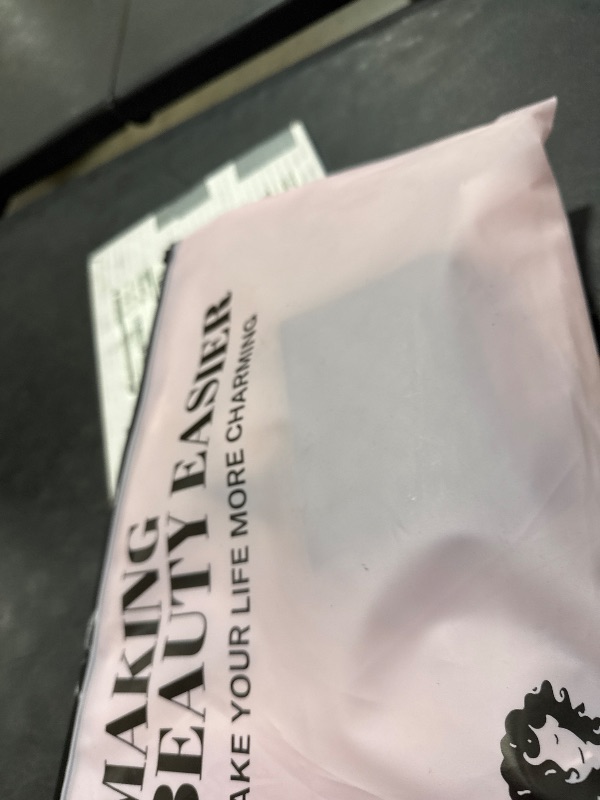 MAKING
BEAUTY EASIER
AKE YOUR LIFE MORE CHARMING